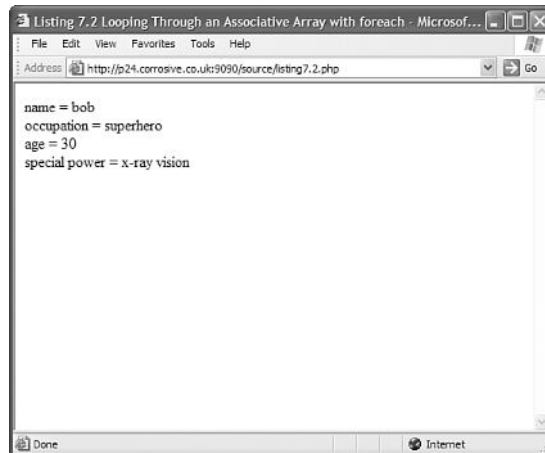 Listing 7.2 Looping Through an Associative Array with foreach - Microsof...
File Edit View Favorites Tools Help
Address http://p24.corrosive.co.uk:9090/source/listing7.2.php Go
name = bob
occupation = superhero
age = 30
special power = x-ray vision
Done Internet